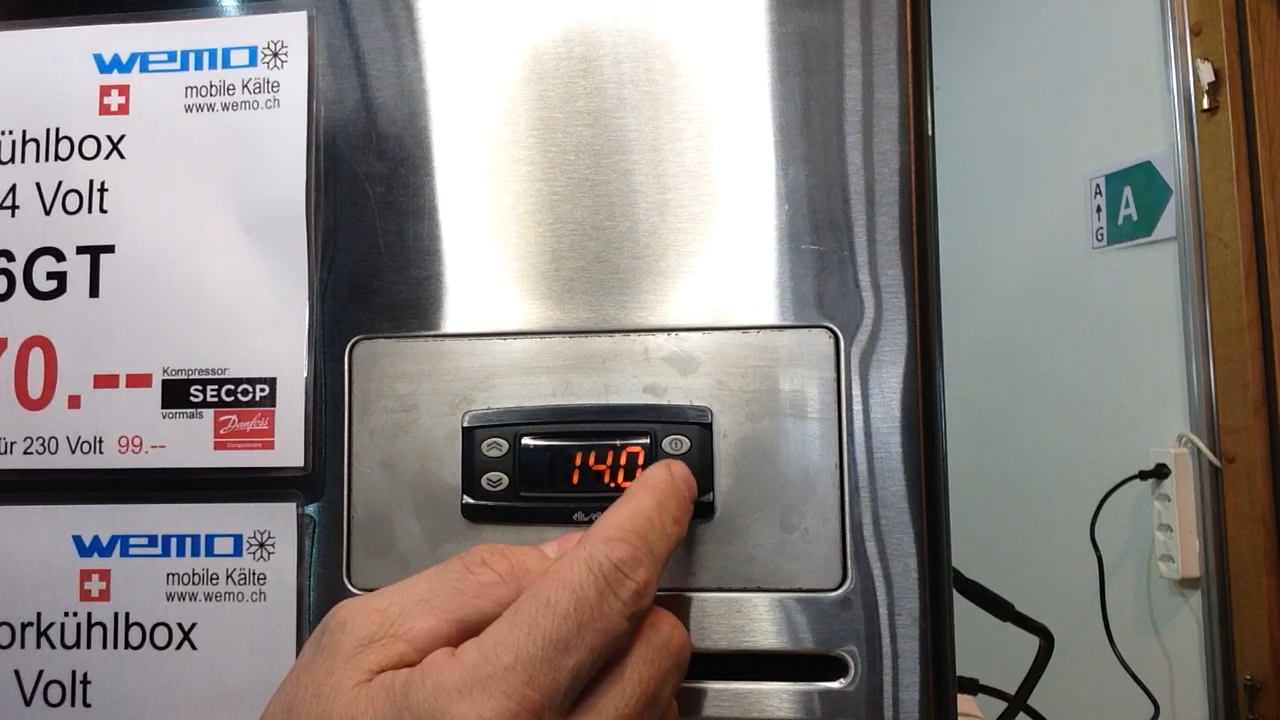 wemo
mobile Kälte
www.wemo.ch
ühlbox
4 Volt
6GT
70.--
Kompressor:
SECOP
vormals
Danfoss
Compressors
ür 230 Volt 99.--
wemo
mobile Kälte
www.wemo.ch
orkühlbox
Volt
14.0
A
G
A